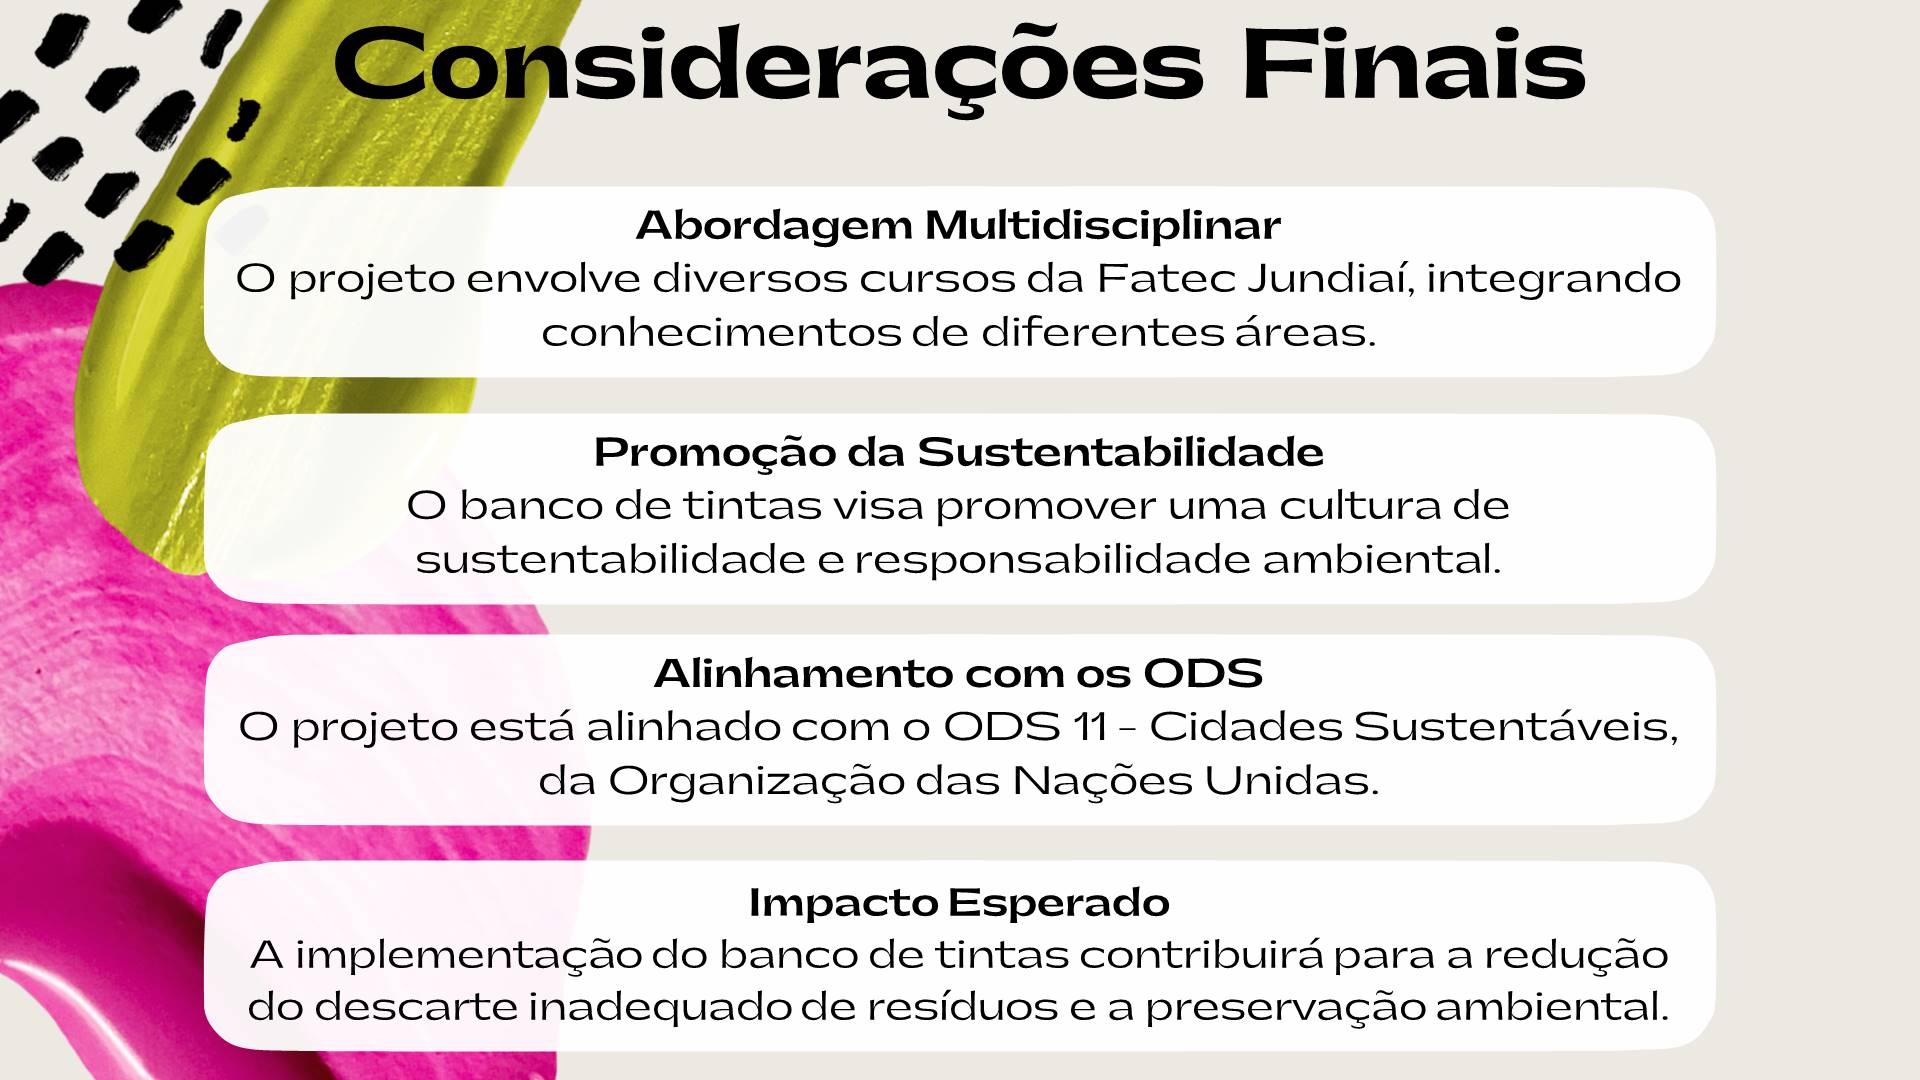 Considerações Finais
Abordagem Multidisciplinar
O projeto envolve diversos cursos da Fatec Jundiaí, integrando
conhecimentos de diferentes áreas.
Promoção da Sustentabilidade
O banco de tintas visa promover uma cultura de
sustentabilidade e responsabilidade ambiental.
Alinhamento com os ODS
O projeto está alinhado com o ODS 11 - Cidades Sustentáveis,
da Organização das Nações Unidas.
Impacto Esperado
A implementação do banco de tintas contribuirá para a redução
do descarte inadequado de resíduos e a preservação ambiental.